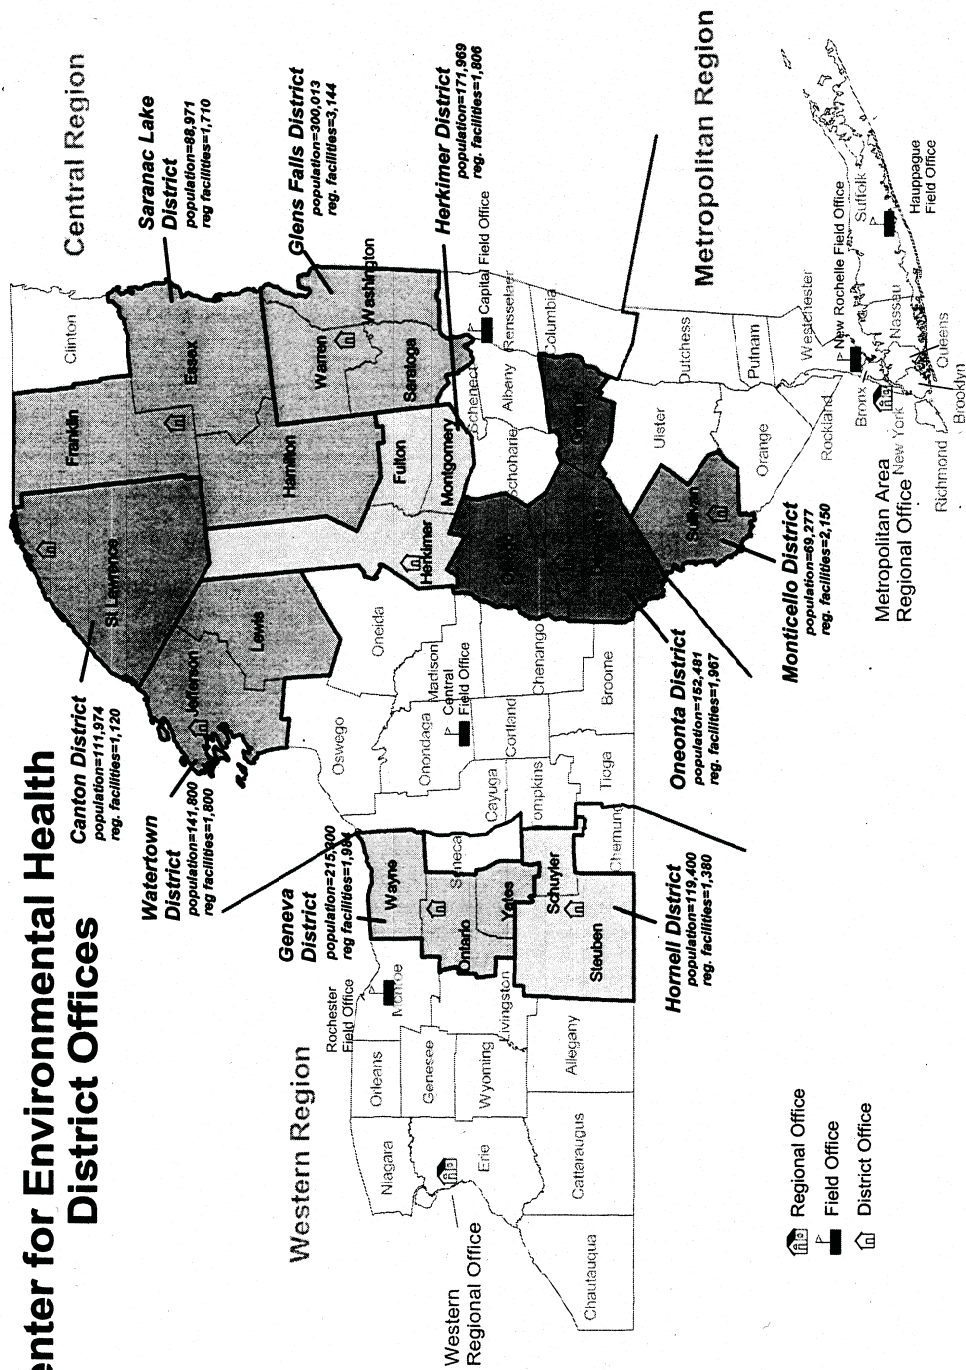 enter for Environmental Health
District Offices
Central Region
Saranac Lake
District
population=88,971
reg facilities=1,710
Glens Falls District
population=300,013
reg. facilities=3,144
Herkimer District
population=171,969
reg. facilities=1,806
Canton District
population=111,974
reg. facilities=1,120
Watertown
District
population=141,800
reg facilities=1,800
Geneva
District
reg facilities=1,984
Western Region
Rochester
Field Office
Western
Regional Office
Hornell District
population=119,400
reg. facilities=1,380
Oneonta District
population=152,481
reg. facilities=1,967
Monticello District
population=69,277
reg. facilities=2,150
Metropolitan Region
Metropolitan Area
Regional Office
New Rochelle Field Office
Hauppague
Field Office
Capital Field Office
Central
Field Office
Clinton
Franklin
Essex
St Lawrence
Jefferson
Lewis
Hamilton
Warren
Washington
Saratoga
Fulton
Montgomery
Herkimer
Oneida
Oswego
Madison
Onondaga
Cayuga
Cortland
Chenango
Broome
Tioga
Tompkins
Chemung
Seneca
Wayne
Ontario
Yates
Schuyler
Steuben
Monroe
Livingston
Allegany
Orleans
Genesee
Wyoming
Niagara
Erie
Cattaraugus
Chautauqua
Schoharie
Albany
Rensselaer
Columbia
Dutchess
Ulster
Sullivan
Orange
Putnam
Westchester
Rockland
Bronx
New York
Richmond
Brooklyn
Queens
Nassau
Suffolk
Regional Office
Field Office
District Office